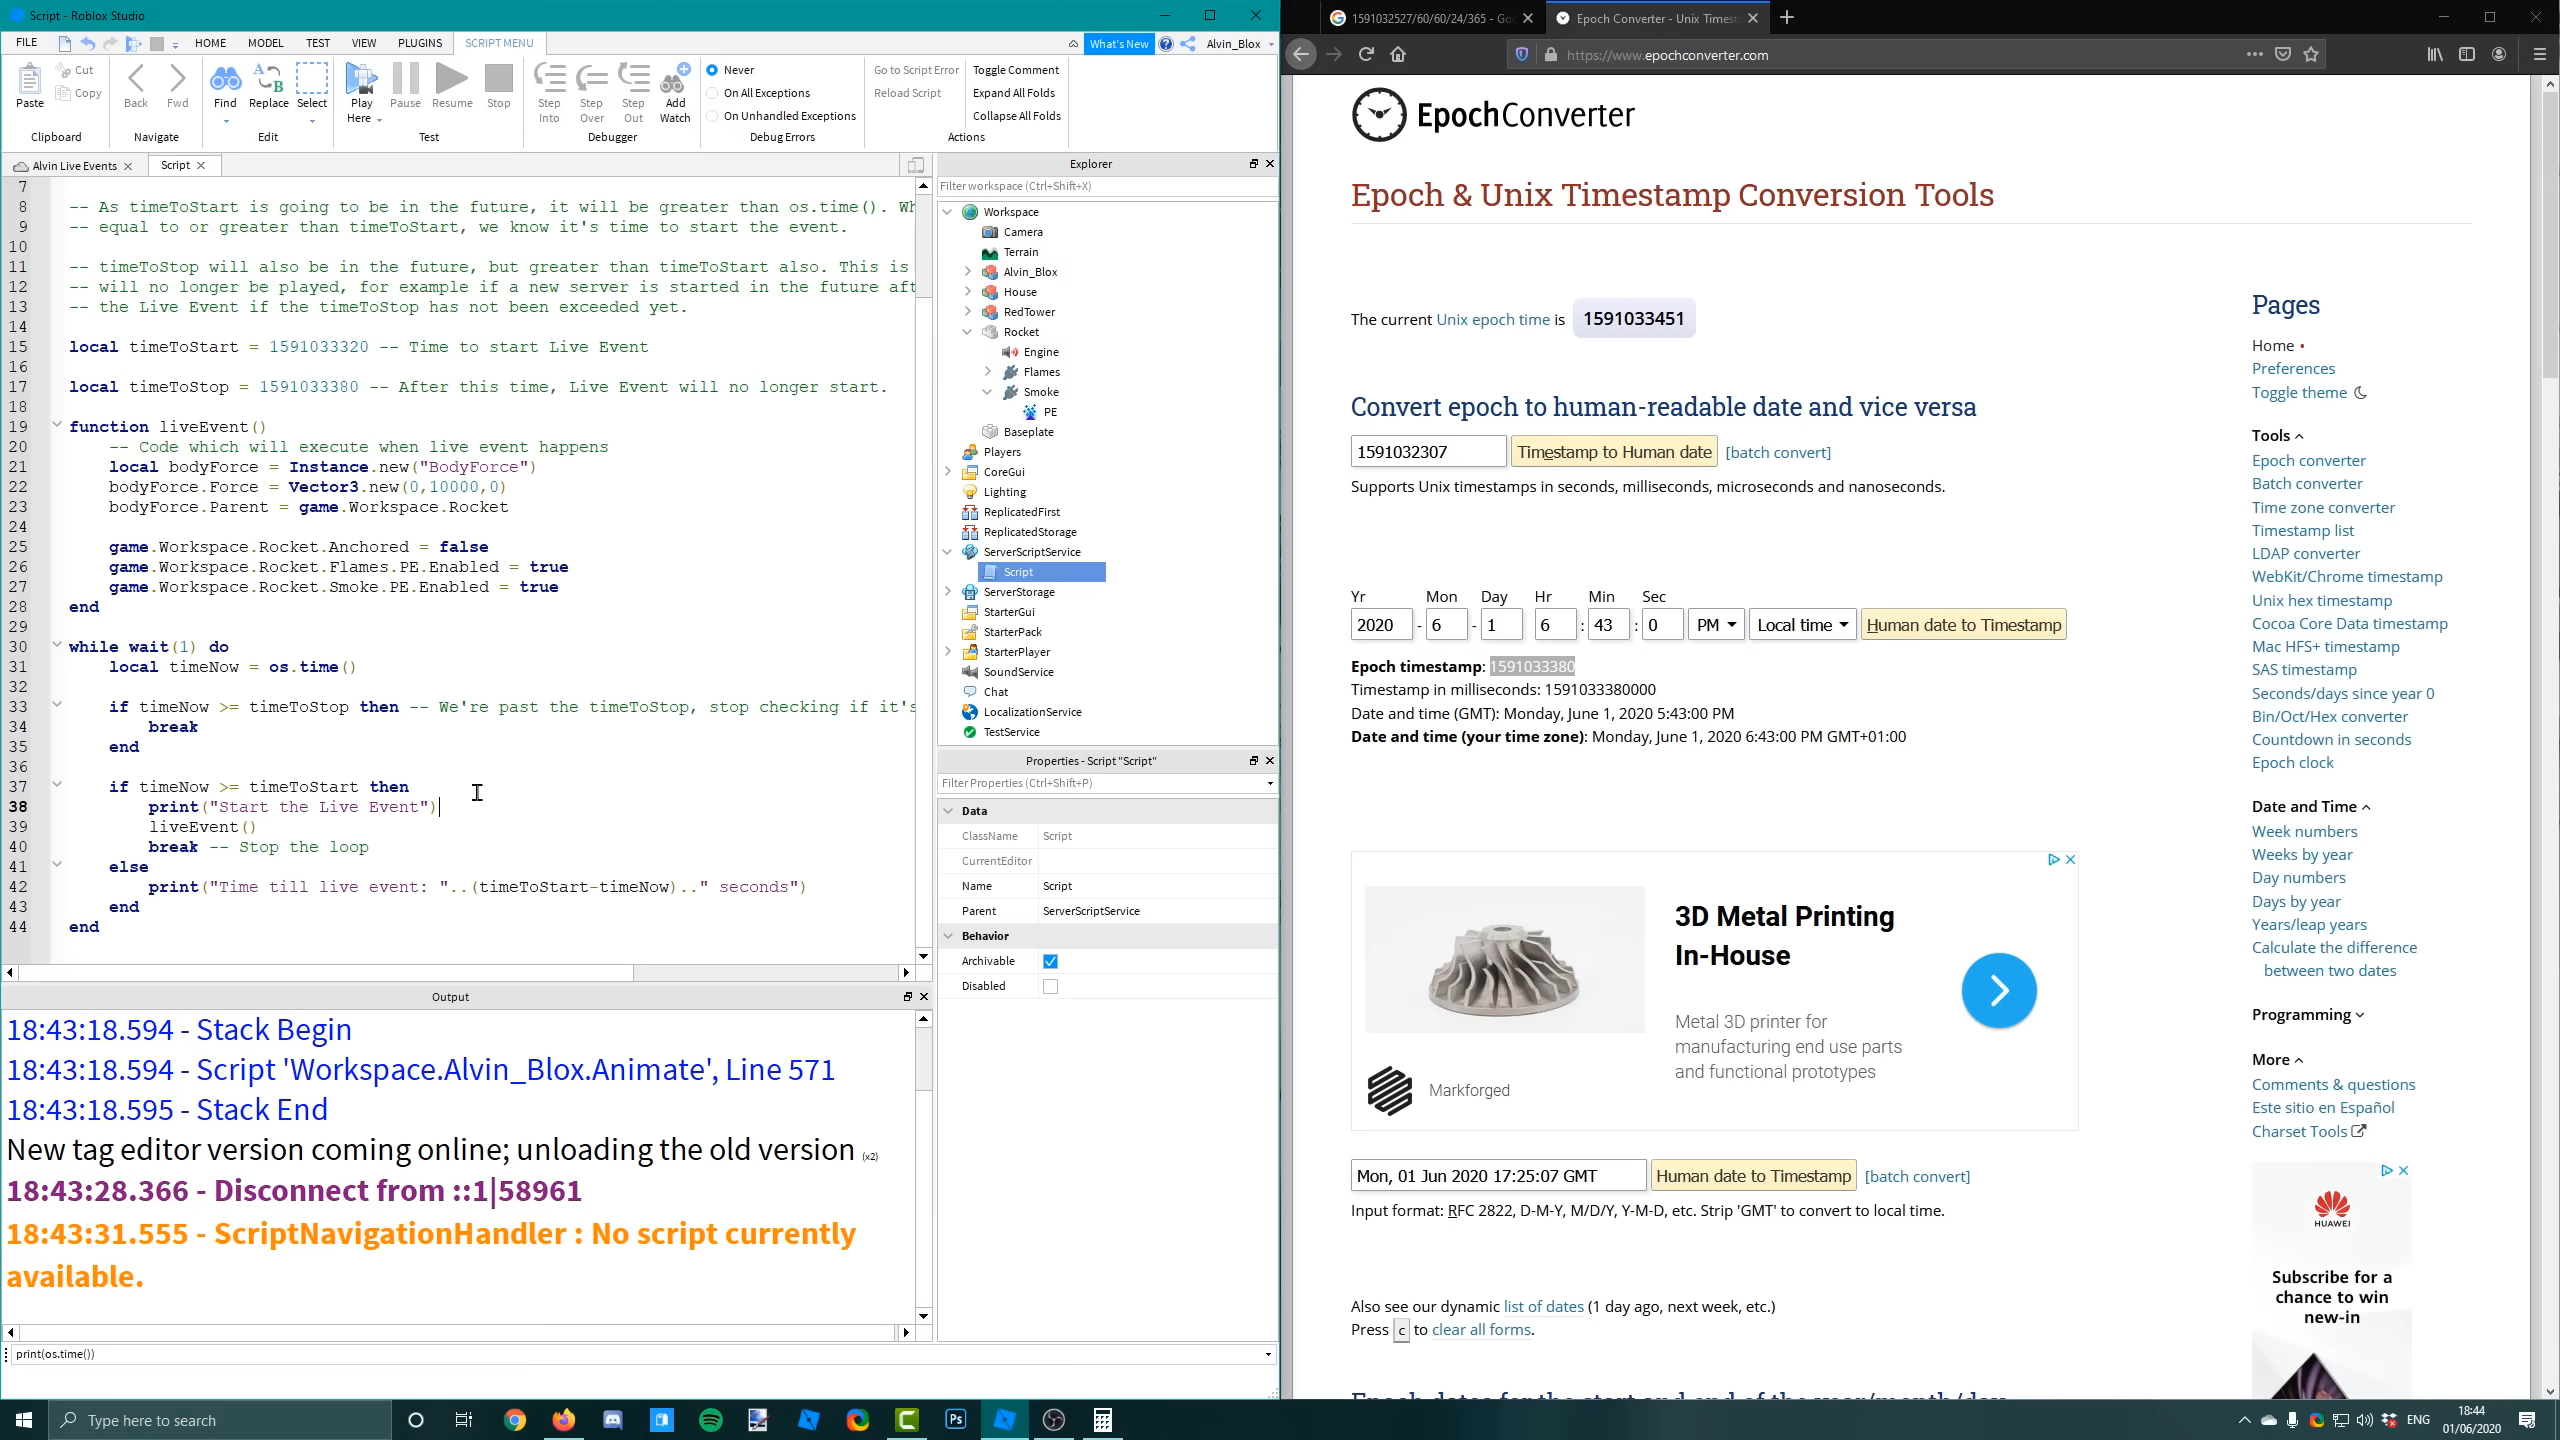 Script - Roblox Studio
FILE
HOME
MODEL
TEST
VIEW
PLUGINS
SCRIPT MENU
What's New
Alvin_Blox
Paste
Cut
Copy
Clipboard
Back
Fwd
Navigate
Find
Replace
Select
Edit
Play Here
Pause
Resume
Stop
Test
Step Into
Step Over
Step Out
Add Watch
Debugger
Never
On All Exceptions
On Unhandled Exceptions
Debug Errors
Go to Script Error
Reload Script
Toggle Comment
Expand All Folds
Collapse All Folds
Actions
Alvin Live Events
Script
7
8 -- As timeToStart is going to be in the future, it will be greater than os.time(). Wh
9 -- equal to or greater than timeToStart, we know it's time to start the event.
10
11 -- timeToStop will also be in the future, but greater than timeToStart also. This is
12 -- will no longer be played, for example if a new server is started in the future aft
13 -- the Live Event if the timeToStop has not been exceeded yet.
14
15 local timeToStart = 1591033320 -- Time to start Live Event
16
17 local timeToStop = 1591033380 -- After this time, Live Event will no longer start.
18
19 function liveEvent()
20 -- Code which will execute when live event happens
21 local bodyForce = Instance.new("BodyForce")
22 bodyForce.Force = Vector3.new(0,10000,0)
23 bodyForce.Parent = game.Workspace.Rocket
24
25 game.Workspace.Rocket.Anchored = false
26 game.Workspace.Rocket.Flames.PE.Enabled = true
27 game.Workspace.Rocket.Smoke.PE.Enabled = true
28 end
29
30 while wait(1) do
31 local timeNow = os.time()
32
33 if timeNow >= timeToStop then -- We're past the timeToStop, stop checking if it's
34 break
35 end
36
37 if timeNow >= timeToStart then
38 print("Start the Live Event")
39 liveEvent()
40 break -- Stop the loop
41 else
42 print("Time till live event: "..(timeToStart-timeNow).." seconds")
43 end
44 end
Explorer
Filter workspace (Ctrl+Shift+X)
Workspace
Camera
Terrain
Alvin_Blox
House
RedTower
Rocket
Engine
Flames
Smoke
PE
Baseplate
Players
CoreGui
Lighting
ReplicatedFirst
ReplicatedStorage
ServerScriptService
Script
ServerStorage
StarterGui
StarterPack
StarterPlayer
SoundService
Chat
LocalizationService
TestService
Properties - Script "Script"
Filter Properties (Ctrl+Shift+P)
Data
ClassName Script
CurrentEditor
Name Script
Parent ServerScriptService
Behavior
Archivable
Disabled
Output
18:43:18.594 - Stack Begin
18:43:18.594 - Script 'Workspace.Alvin_Blox.Animate', Line 571
18:43:18.595 - Stack End
New tag editor version coming online; unloading the old version (x2)
18:43:28.366 - Disconnect from ::1|58961
18:43:31.555 - ScriptNavigationHandler : No script currently
available.
print(os.time())
1591032527/60/60/24/365 - Go
Epoch Converter - Unix Timest
https://www.epochconverter.com
EpochConverter
Epoch & Unix Timestamp Conversion Tools
The current Unix epoch time is 1591033451
Convert epoch to human-readable date and vice versa
1591032307 Timestamp to Human date [batch convert]
Supports Unix timestamps in seconds, milliseconds, microseconds and nanoseconds.
Yr Mon Day Hr Min Sec
2020 - 6 - 1 6 : 43 : 0 PM Local time Human date to Timestamp
Epoch timestamp: 1591033380
Timestamp in milliseconds: 1591033380000
Date and time (GMT): Monday, June 1, 2020 5:43:00 PM
Date and time (your time zone): Monday, June 1, 2020 6:43:00 PM GMT+01:00
3D Metal Printing
In-House
Metal 3D printer for
manufacturing end use parts
and functional prototypes
Markforged
Mon, 01 Jun 2020 17:25:07 GMT Human date to Timestamp [batch convert]
Input format: RFC 2822, D-M-Y, M/D/Y, Y-M-D, etc. Strip 'GMT' to convert to local time.
Also see our dynamic list of dates (1 day ago, next week, etc.)
Press c to clear all forms.
Epoch dates for the start and end of the year/month/day
Pages
Home
Preferences
Toggle theme
Tools
Epoch converter
Batch converter
Time zone converter
Timestamp list
LDAP converter
WebKit/Chrome timestamp
Unix hex timestamp
Cocoa Core Data timestamp
Mac HFS+ timestamp
SAS timestamp
Seconds/days since year 0
Bin/Oct/Hex converter
Countdown in seconds
Epoch clock
Date and Time
Week numbers
Weeks by year
Day numbers
Days by year
Years/leap years
Calculate the difference
between two dates
Programming
More
Comments & questions
Este sitio en Español
Charset Tools
HUAWEI
Subscribe for a
chance to win
new-in
Type here to search
Ps
ENG
18:44
01/06/2020